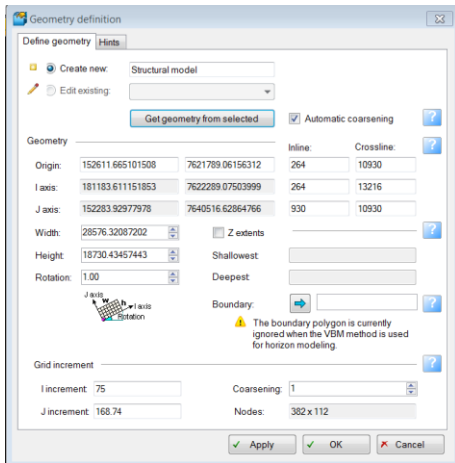 Geometry definition
Define geometry Hints
Create new: Structural model
Edit existing:
Get geometry from selected Automatic coarsening ?
Geometry Inline: Crossline: ?
Origin: 152611.665101508 7621789.06156312 264 10930
I axis: 181183.611151853 7622289.07503999 264 13216
J axis: 152283.92977978 7640516.62864766 930 10930
Width: 28576.32087202 Z extents ?
Height: 18730.43457443 Shallowest:
Rotation: 1.00 Deepest:
J axis w h I axis Rotation
Boundary: ?
The boundary polygon is currently
ignored when the VBM method is used
for horizon modeling.
Grid increment ?
I increment: 75 Coarsening: 1
J increment: 168.74 Nodes: 382 x 112
Apply OK Cancel